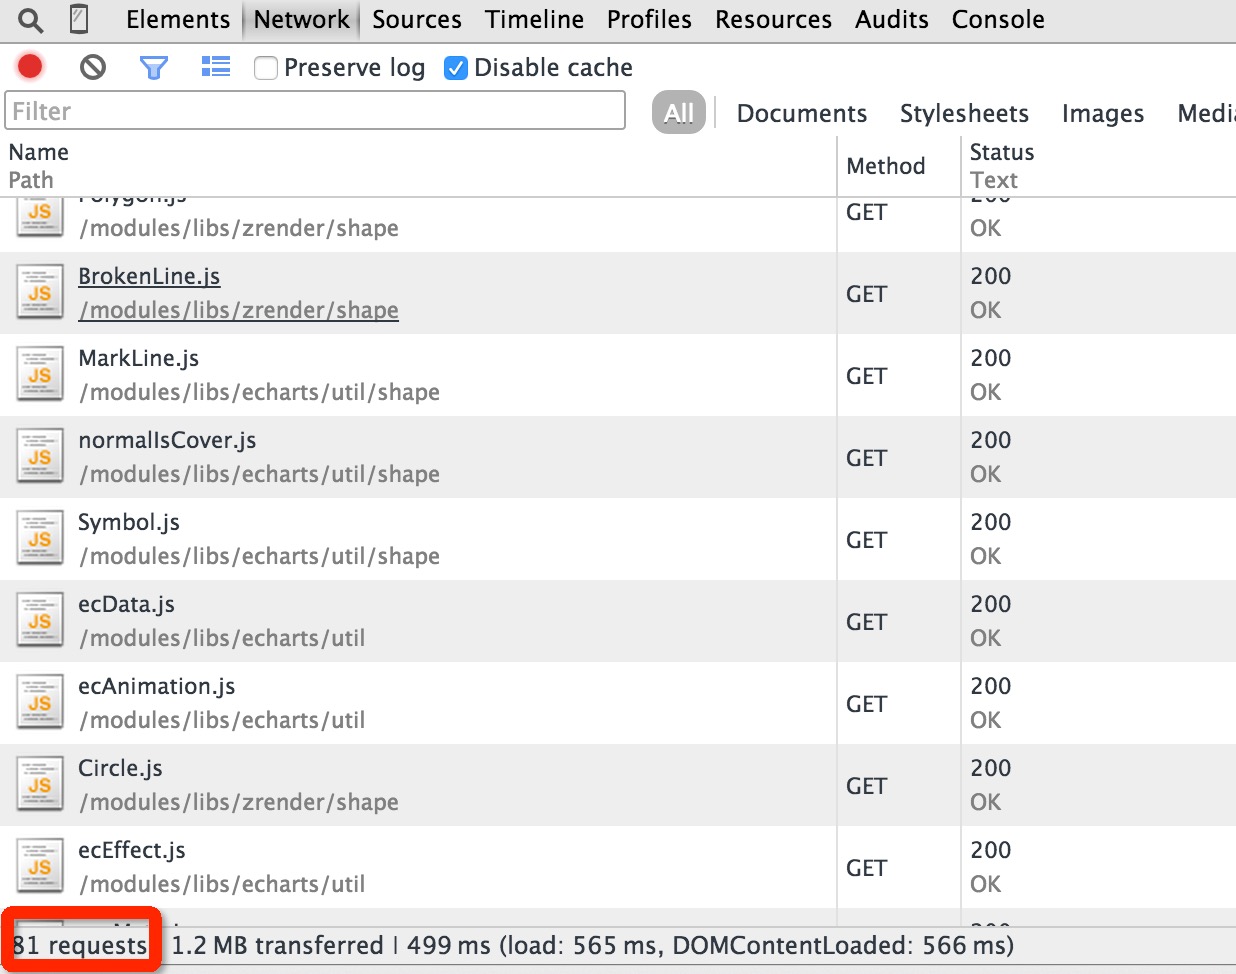 Elements Network Sources Timeline Profiles Resources Audits Console
Preserve log Disable cache
Filter All Documents Stylesheets Images
Name Method Status
Path Text
Polygon.js GET 200
/modules/libs/zrender/shape OK
BrokenLine.js GET 200
/modules/libs/zrender/shape OK
MarkLine.js GET 200
/modules/libs/echarts/util/shape OK
normalIsCover.js GET 200
/modules/libs/echarts/util/shape OK
Symbol.js GET 200
/modules/libs/echarts/util/shape OK
ecData.js GET 200
/modules/libs/echarts/util OK
ecAnimation.js GET 200
/modules/libs/echarts/util OK
Circle.js GET 200
/modules/libs/zrender/shape OK
ecEffect.js GET 200
/modules/libs/echarts/util OK
81 requests 1.2 MB transferred | 499 ms (load: 565 ms, DOMContentLoaded: 566 ms)